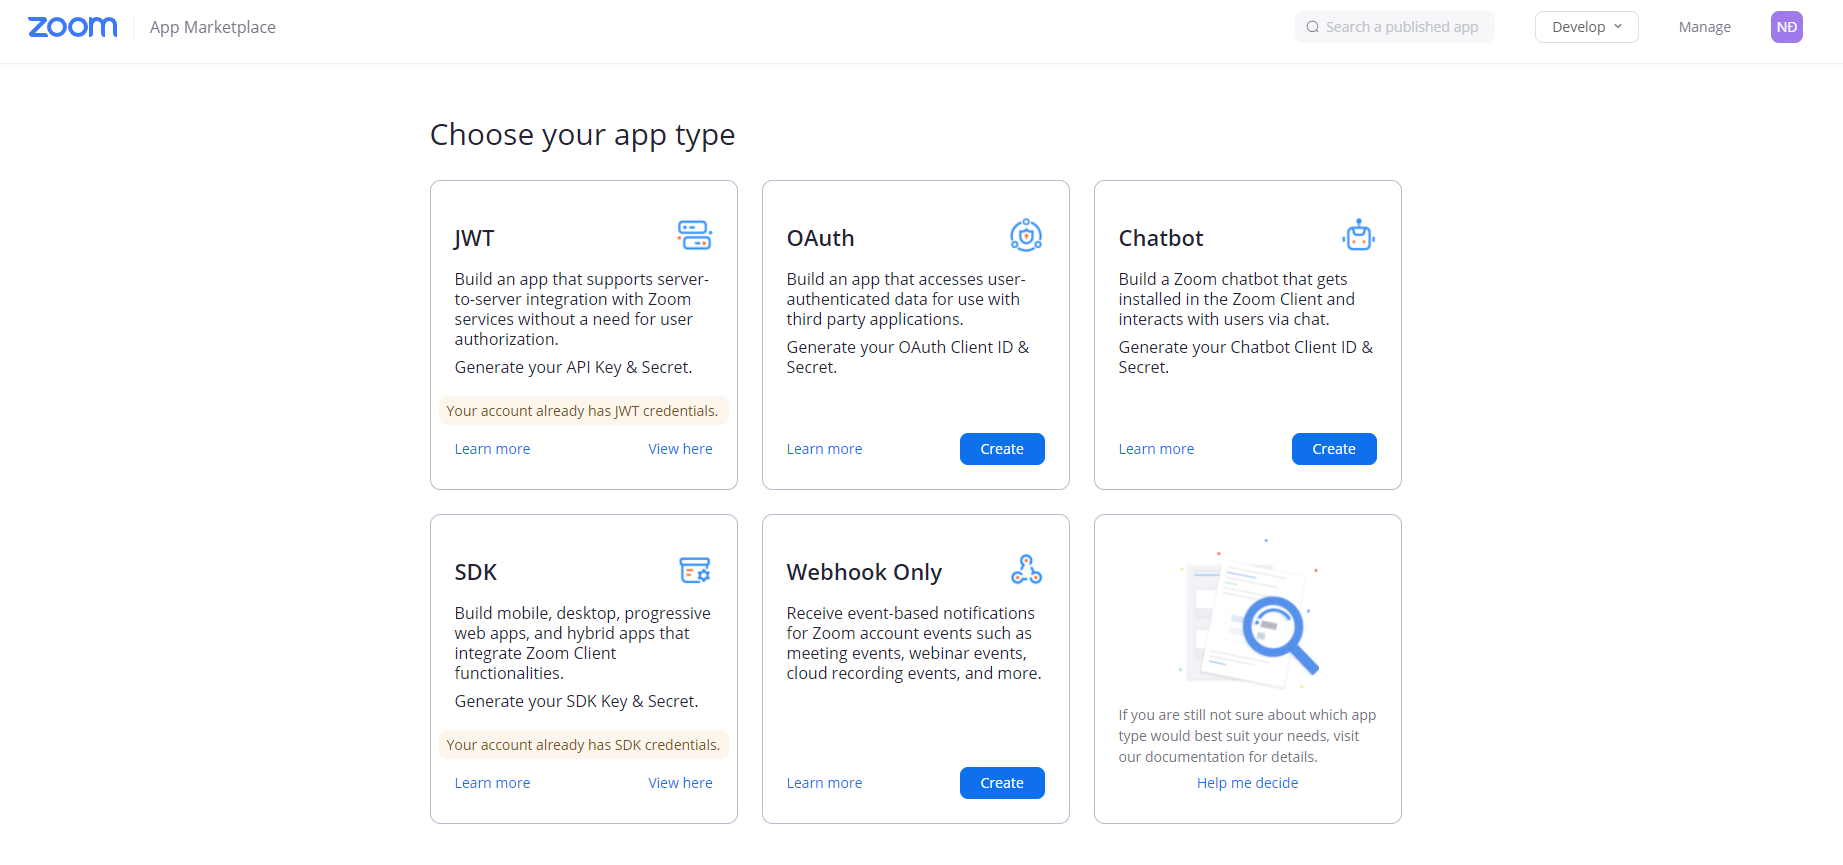 zoom App Marketplace Search a published app Develop Manage NĐ
Choose your app type
JWT
Build an app that supports server-
to-server integration with Zoom
services without a need for user
authorization.
Generate your API Key & Secret.
Your account already has JWT credentials.
Learn more View here
OAuth
Build an app that accesses user-
authenticated data for use with
third party applications.
Generate your OAuth Client ID &
Secret.
Learn more Create
Chatbot
Build a Zoom chatbot that gets
installed in the Zoom Client and
interacts with users via chat.
Generate your Chatbot Client ID &
Secret.
Learn more Create
SDK
Build mobile, desktop, progressive
web apps, and hybrid apps that
integrate Zoom Client
functionalities.
Generate your SDK Key & Secret.
Your account already has SDK credentials.
Learn more View here
Webhook Only
Receive event-based notifications
for Zoom account events such as
meeting events, webinar events,
cloud recording events, and more.
Learn more Create
If you are still not sure about which app
type would best suit your needs, visit
our documentation for details.
Help me decide